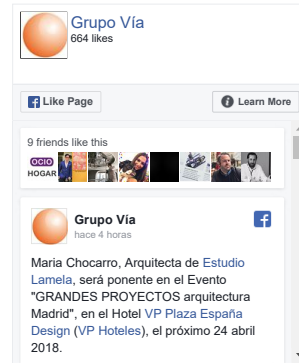 Grupo Vía
664 likes
Like Page
Learn More
9 friends like this
OCIO
HOGAR
Grupo Vía
hace 4 horas
Maria Chocarro, Arquitecta de Estudio
Lamela, será ponente en el Evento
"GRANDES PROYECTOS arquitectura
Madrid", en el Hotel VP Plaza España
Design (VP Hoteles), el próximo 24 abril
2018.